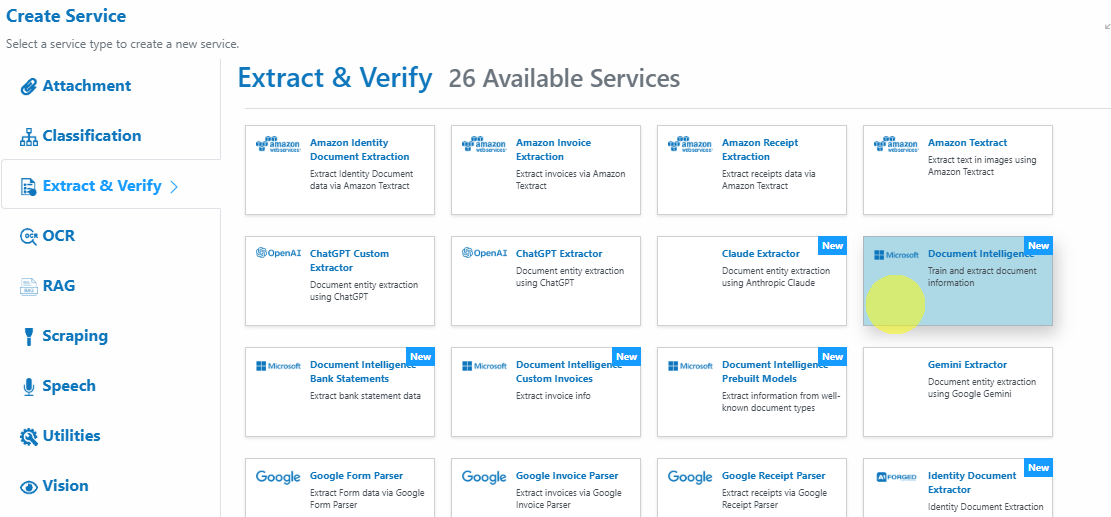 Create Service
Select a service type to create a new service.
Attachment
Classification
Extract & Verify
OCR
RAG
Scraping
Speech
Utilities
Vision
Extract & Verify 26 Available Services
amazon webservices
Amazon Identity
Document Extraction
Extract Identity Document
data via Amazon Textract
amazon webservices
Amazon Invoice
Extraction
Extract invoices via Amazon
Textract
amazon webservices
Amazon Receipt
Extraction
Extract receipts data via
Amazon Textract
amazon webservices
Amazon Textract
Extract text in images using
Amazon Textract
OpenAI
ChatGPT Custom
Extractor
Document entity extraction
using ChatGPT
OpenAI
ChatGPT Extractor
Document entity extraction
using ChatGPT
New
Claude Extractor
Document entity extraction
using Anthropic Claude
New
Microsoft
Document Intelligence
Train and extract document
information
New
Microsoft
Document Intelligence
Bank Statements
Extract bank statement data
New
Microsoft
Document Intelligence
Custom Invoices
Extract invoice info
New
Microsoft
Document Intelligence
Prebuilt Models
Extract information from well-
known document types
Gemini Extractor
Document entity extraction
using Google Gemini
Google
Google Form Parser
Extract Form data via Google
Form Parser
Google
Google Invoice Parser
Extract invoices via Google
Invoice Parser
Google
Google Receipt Parser
Extract receipts via Google
Receipt Parser
New
AIFORGED
Identity Document
Extractor
Identity Document Extraction